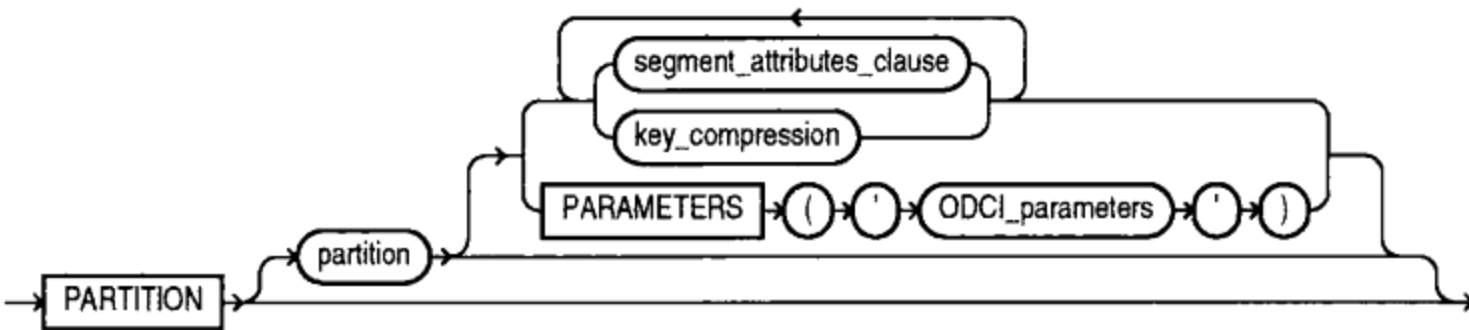 segment_attributes_clause
key_compression
PARAMETERS ( ' ODCI_parameters ' )
partition
PARTITION